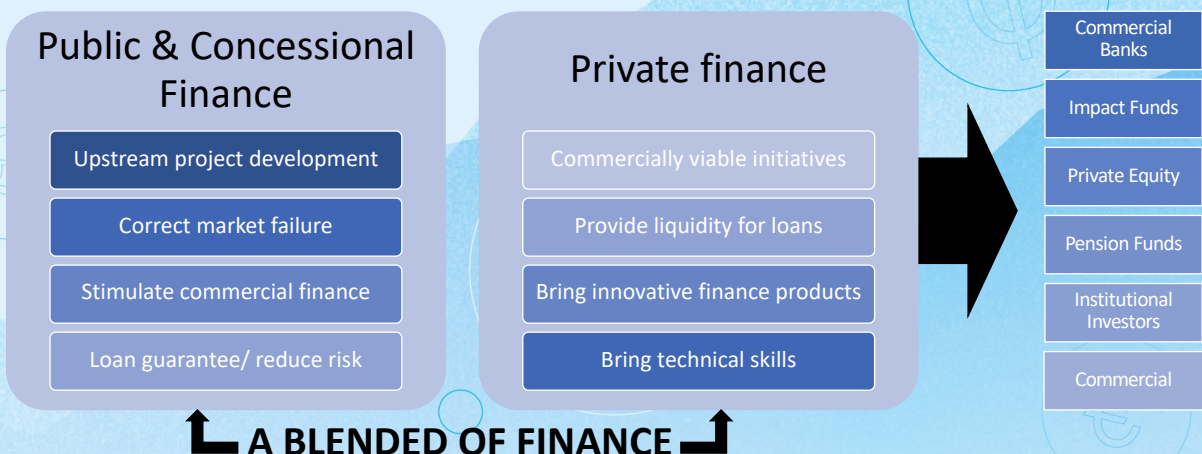 Public & Concessional
Finance
Upstream project development
Correct market failure
Stimulate commercial finance
Loan guarantee/ reduce risk
Private finance
Commercially viable initiatives
Provide liquidity for loans
Bring innovative finance products
Bring technical skills
Commercial
Banks
Impact Funds
Private Equity
Pension Funds
Institutional
Investors
Commercial
A BLENDED OF FINANCE